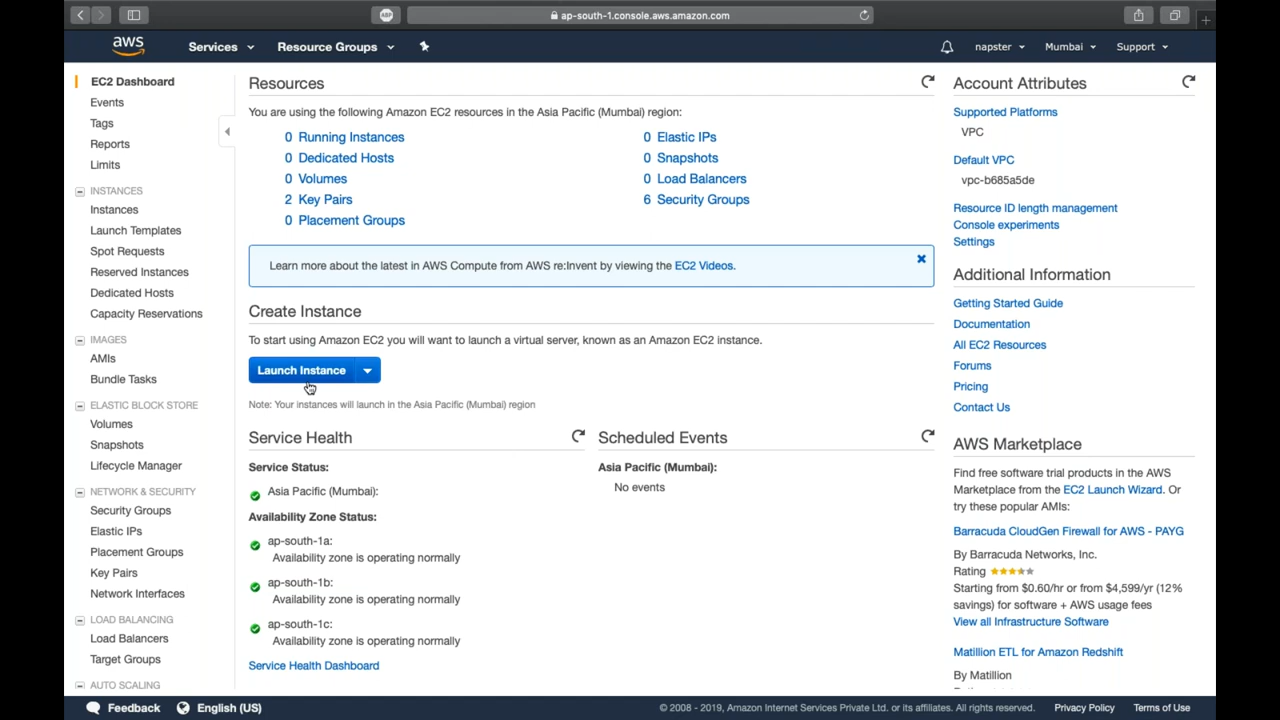 ABP
ap-south-1.console.aws.amazon.com
aws
Services
Resource Groups
napster
Mumbai
Support
EC2 Dashboard
Events
Tags
Reports
Limits
INSTANCES
Instances
Launch Templates
Spot Requests
Reserved Instances
Dedicated Hosts
Capacity Reservations
IMAGES
AMIs
Bundle Tasks
ELASTIC BLOCK STORE
Volumes
Snapshots
Lifecycle Manager
NETWORK & SECURITY
Security Groups
Elastic IPs
Placement Groups
Key Pairs
Network Interfaces
LOAD BALANCING
Load Balancers
Target Groups
AUTO SCALING
Resources
You are using the following Amazon EC2 resources in the Asia Pacific (Mumbai) region:
0 Running Instances
0 Dedicated Hosts
0 Volumes
2 Key Pairs
0 Placement Groups
0 Elastic IPs
0 Snapshots
0 Load Balancers
6 Security Groups
Learn more about the latest in AWS Compute from AWS re:Invent by viewing the EC2 Videos.
Create Instance
To start using Amazon EC2 you will want to launch a virtual server, known as an Amazon EC2 instance.
Launch Instance
Note: Your instances will launch in the Asia Pacific (Mumbai) region
Service Health
Service Status:
Asia Pacific (Mumbai):
Availability Zone Status:
ap-south-1a:
Availability zone is operating normally
ap-south-1b:
Availability zone is operating normally
ap-south-1c:
Availability zone is operating normally
Service Health Dashboard
Scheduled Events
Asia Pacific (Mumbai):
No events
Account Attributes
Supported Platforms
VPC
Default VPC
vpc-b685a5de
Resource ID length management
Console experiments
Settings
Additional Information
Getting Started Guide
Documentation
All EC2 Resources
Forums
Pricing
Contact Us
AWS Marketplace
Find free software trial products in the AWS
Marketplace from the EC2 Launch Wizard. Or
try these popular AMIs:
Barracuda CloudGen Firewall for AWS - PAYG
By Barracuda Networks, Inc.
Rating
Starting from $0.60/hr or from $4,599/yr (12%
savings) for software + AWS usage fees
View all Infrastructure Software
Matillion ETL for Amazon Redshift
By Matillion
Feedback
English (US)
© 2008 - 2019, Amazon Internet Services Private Ltd. or its affiliates. All rights reserved.
Privacy Policy
Terms of Use